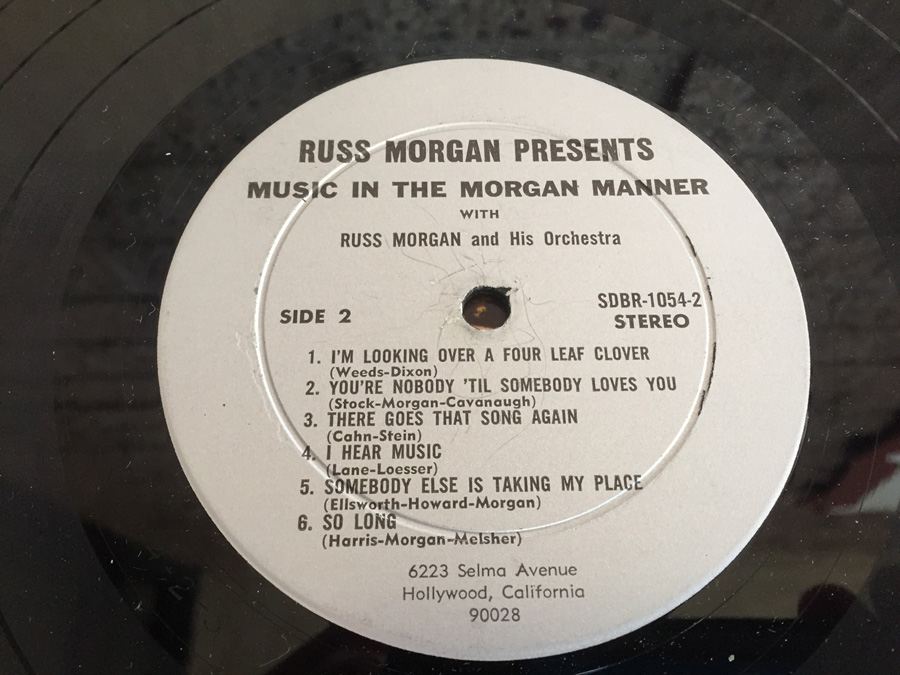 RUSS MORGAN PRESENTS
MUSIC IN THE MORGAN MANNER
WITH
RUSS MORGAN and His Orchestra
SIDE 2
SDBR-1054-2
STEREO
1. I'M LOOKING OVER A FOUR LEAF CLOVER
(Weeds-Dixon)
2. YOU'RE NOBODY 'TIL SOMEBODY LOVES YOU
(Stock-Morgan-Cavanaugh)
3. THERE GOES THAT SONG AGAIN
(Cahn-Stein)
4. I HEAR MUSIC
(Lane-Loesser)
5. SOMEBODY ELSE IS TAKING MY PLACE
(Ellsworth-Howard-Morgan)
6. SO LONG
(Harris-Morgan-Melsher)
6223 Selma Avenue
Hollywood, California
90028